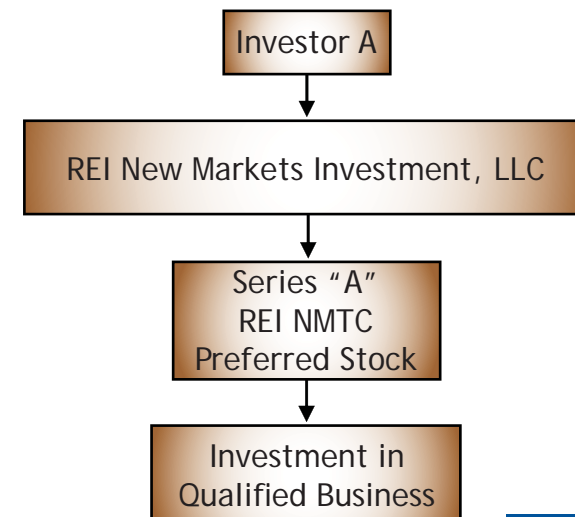 Investor A
REI New Markets Investment, LLC
Series “A”
REI NMTC
Preferred Stock
Investment in
Qualified Business